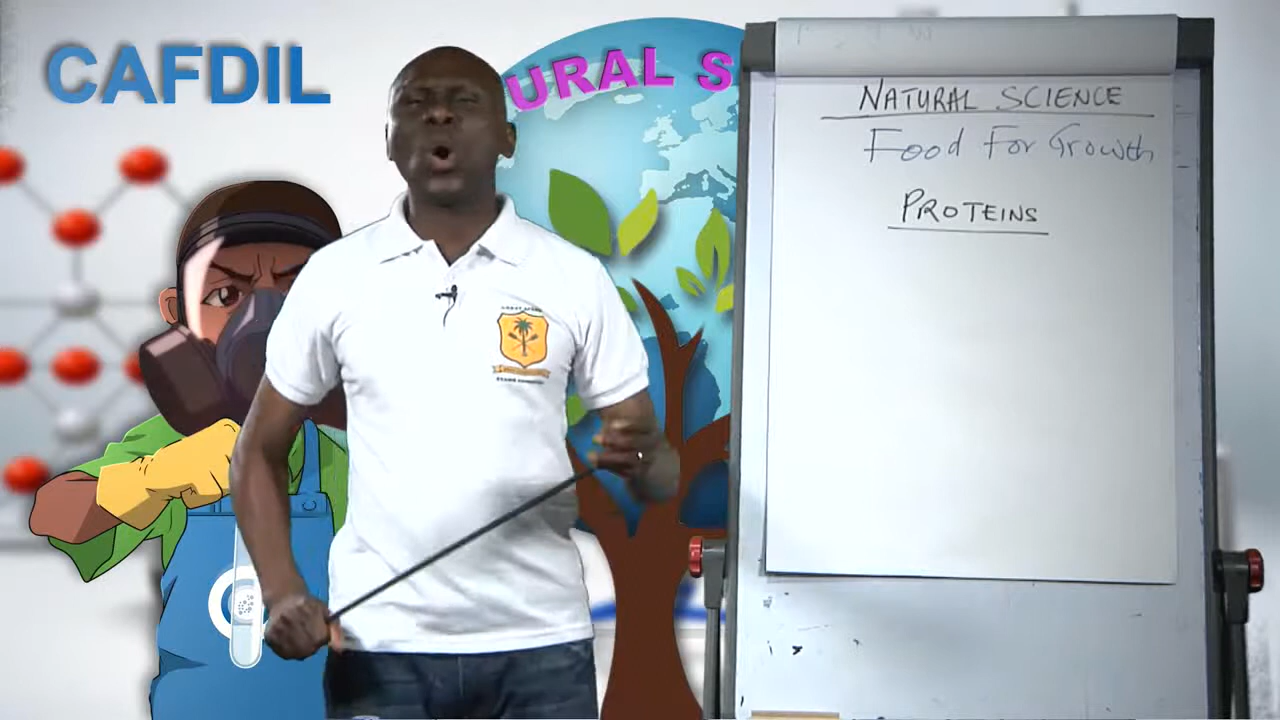 CAFDIL
URAL S
NATURAL SCIENCE
Food For Growth
PROTEINS